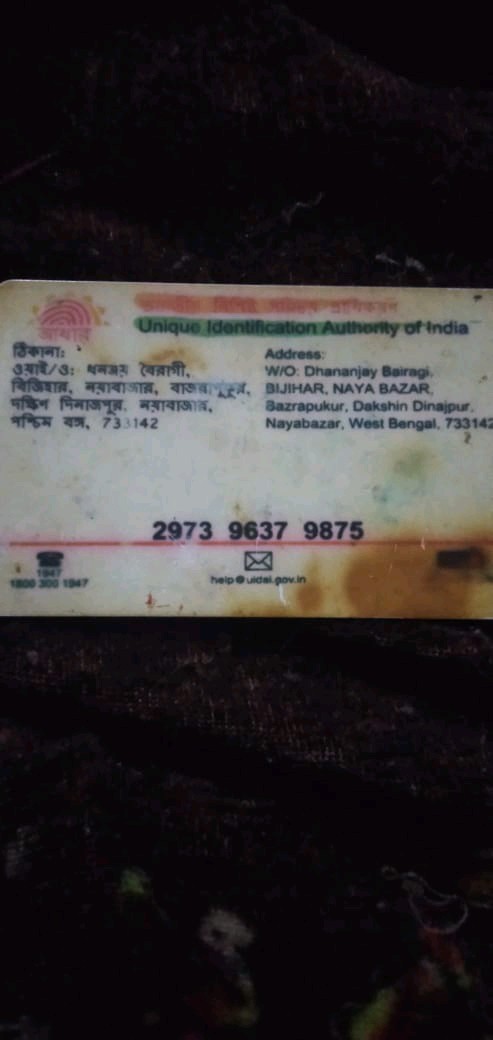 আধার
Unique Identification Authority of India
ঠিকানা:
ওয়াই/ও: ধনঞ্জয় বৈরাগী,
বিজিহার, নয়াবাজার,
দক্ষিণ দিনাজপুর, নয়াবাজার,
পশ্চিম বঙ্গ, 733142
Address:
W/O: Dhananjay Bairagi,
BIJIHAR, NAYA BAZAR,
Bazrapukur, Dakshin Dinajpur,
Nayabazar, West Bengal, 733142
2973 9637 9875
1947
1800 300 1947
help@uidai.gov.in